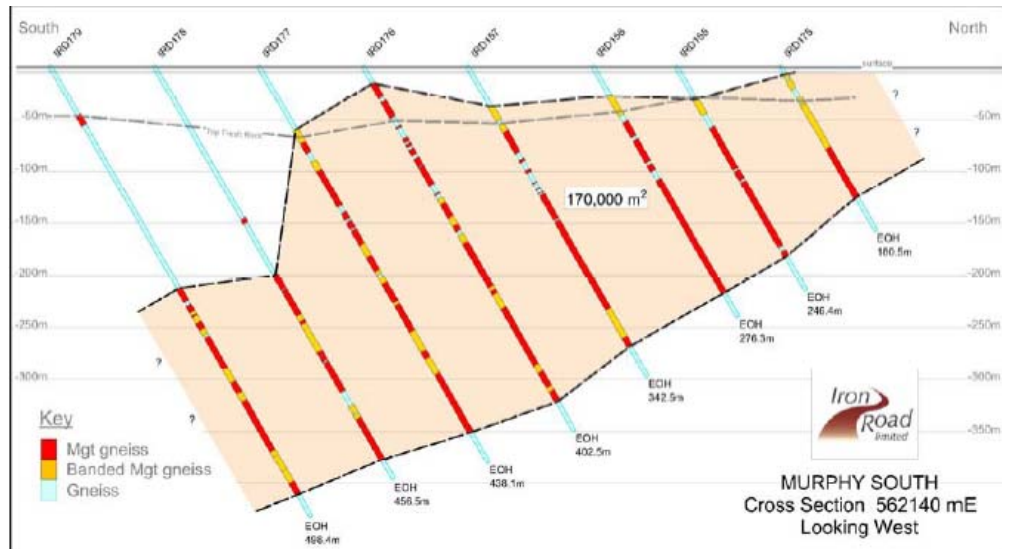 South
North
IRD179
IRD178
IRD177
IRD176
IRD157
IRD156
IRD155
IRD175
surface
?
-50m
-50m
Top Fresh Rock
?
-100m
-100m
170,000 m²
-150m
-150m
EOH
180.5m
-200m
-200m
EOH
246.4m
-250m
-250m
EOH
276.3m
?
-300m
-300m
EOH
342.5m
?
Key
Mgt gneiss
Banded Mgt gneiss
Gneiss
-350m
EOH
402.5m
EOH
438.1m
EOH
456.5m
EOH
498.4m
Iron
Road
limited
MURPHY SOUTH
Cross Section 562140 mE
Looking West